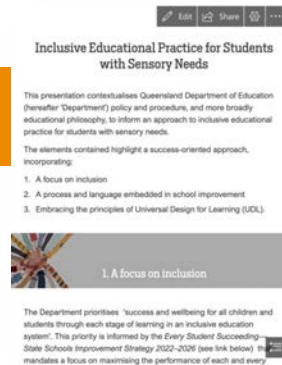 Edit Share
Inclusive Educational Practice for Students
with Sensory Needs
This presentation contextualises Queensland Department of Education
(hereafter 'Department') policy and procedure, and more broadly
educational philosophy, to inform an approach to inclusive educational
practice for students with sensory needs.
The elements contained highlight a success-oriented approach,
incorporating:
1. A focus on inclusion
2. A process and language embedded in school improvement
3. Embracing the principles of Universal Design for Learning (UDL).
1. A focus on inclusion
The Department prioritises 'success and wellbeing for all children and
students through each stage of learning in an inclusive education
system'. This priority is informed by the Every Student Succeeding—
State Schools Improvement Strategy 2022–2026 (see link below)
mandates a focus on maximising the performance of each and every